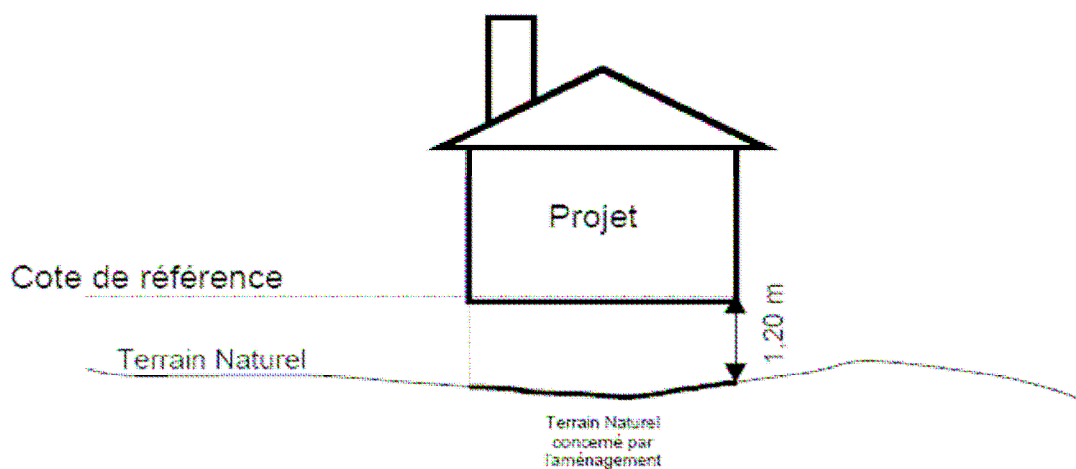 Projet
Cote de référence
1,20 m
Terrain Naturel
Terrain Naturel
concerné par
l'aménagement